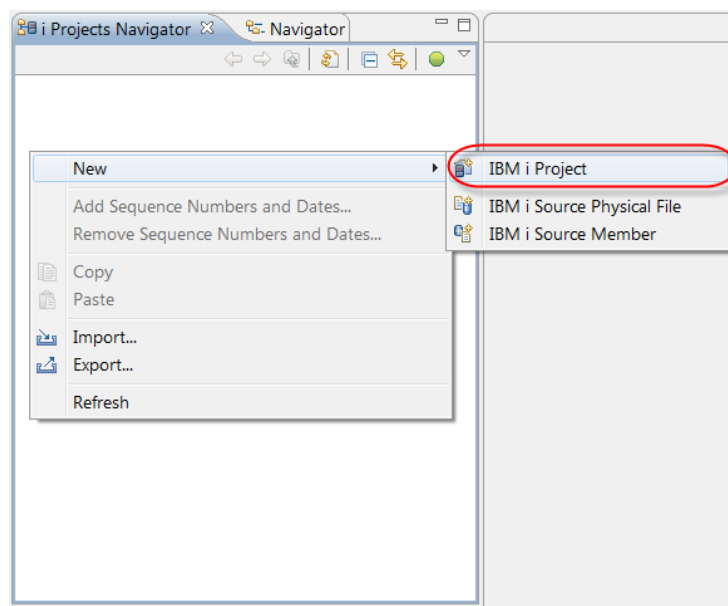 i Projects Navigator
Navigator
New
IBM i Project
Add Sequence Numbers and Dates...
IBM i Source Physical File
Remove Sequence Numbers and Dates...
IBM i Source Member
Copy
Paste
Import...
Export...
Refresh